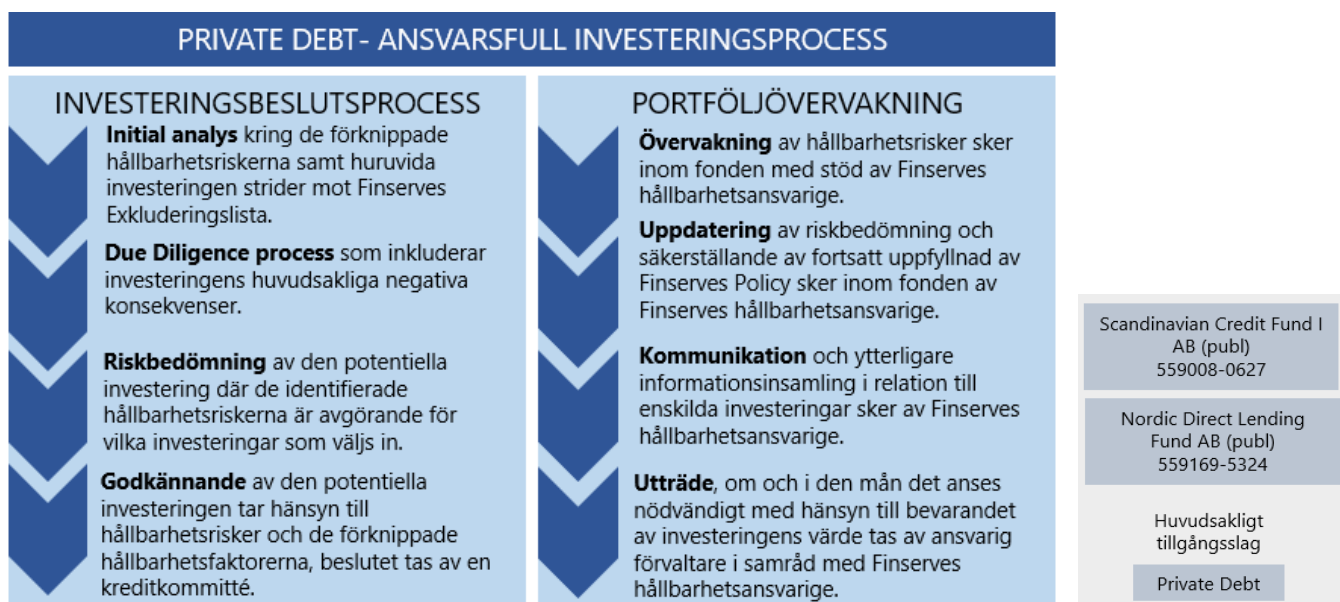 PRIVATE DEBT- ANSVARSFULL INVESTERINGSPROCESS
INVESTERINGSBESLUTSPROCESS
Initial analys kring de förknippade
hållbarhetsriskerna samt huruvida
investeringen strider mot Finserves
Exkluderingslista.
Due Diligence process som inkluderar
investeringens huvudsakliga negativa
konsekvenser.
Riskbedömning av den potentiella
investering där de identifierade
hållbarhetsriskerna är avgörande för
vilka investeringar som väljs in.
Godkännande av den potentiella
investeringen tar hänsyn till
hållbarhetsrisker och de förknippade
hållbarhetsfaktorerna, beslutet tas av en
kreditkommitté.
PORTFÖLJÖVERVAKNING
Övervakning av hållbarhetsrisker sker
inom fonden med stöd av Finserves
hållbarhetsansvarige.
Uppdatering av riskbedömning och
säkerställande av fortsatt uppfyllnad av
Finserves Policy sker inom fonden av
Finserves hållbarhetsansvarige.
Kommunikation och ytterligare
informationsinsamling i relation till
enskilda investeringar sker av Finserves
hållbarhetsansvarige.
Utträde, om och i den mån det anses
nödvändigt med hänsyn till bevarandet
av investeringens värde tas av ansvarig
förvaltare i samråd med Finserves
hållbarhetsansvarige.
Scandinavian Credit Fund I
AB (publ)
559008-0627
Nordic Direct Lending
Fund AB (publ)
559169-5324
Huvudsakligt
tillgångsslag
Private Debt